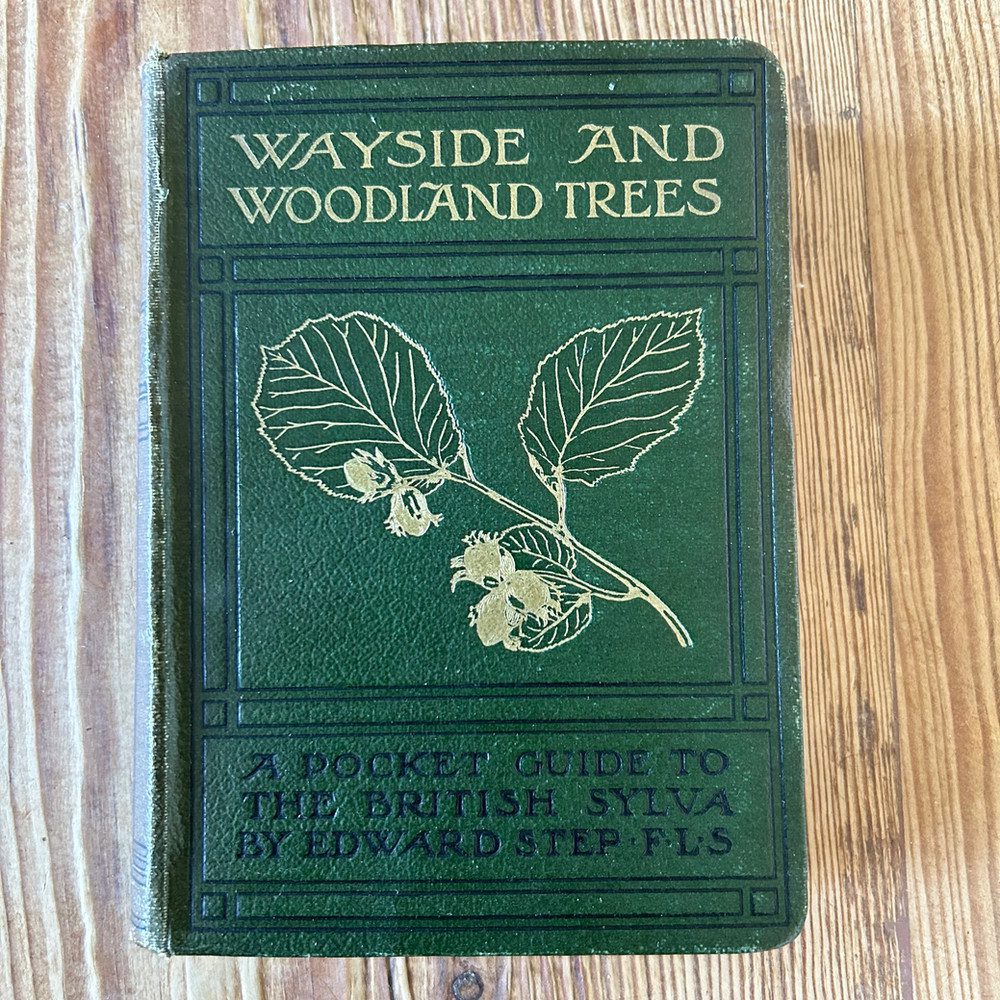 WAYSIDE AND
WOODLAND TREES
A POCKET GUIDE TO
THE BRITISH SYLVA
BY EDWARD STEP · F·L·S